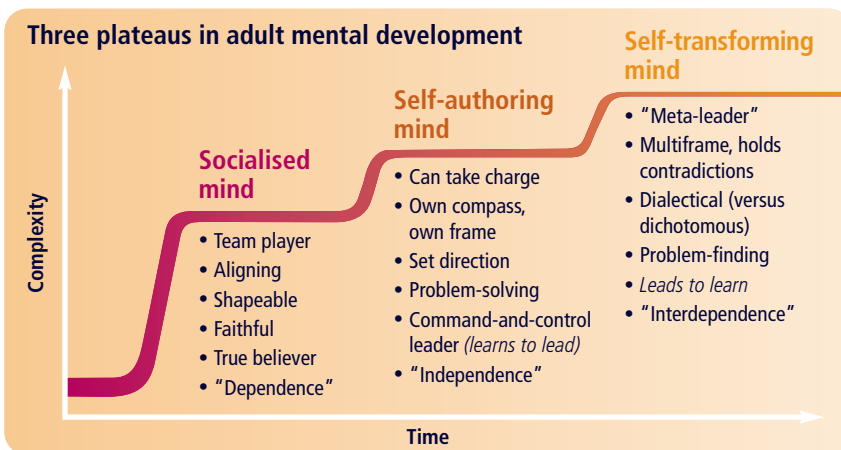 Three plateaus in adult mental development
Complexity
Socialised
mind
• Team player
• Aligning
• Shapeable
• Faithful
• True believer
• "Dependence"
Self-authoring
mind
• Can take charge
• Own compass,
own frame
• Set direction
• Problem-solving
• Command-and-control
leader (learns to lead)
• "Independence"
Self-transforming
mind
• "Meta-leader"
• Multiframe, holds
contradictions
• Dialectical (versus
dichotomous)
• Problem-finding
• Leads to learn
• "Interdependence"
Time